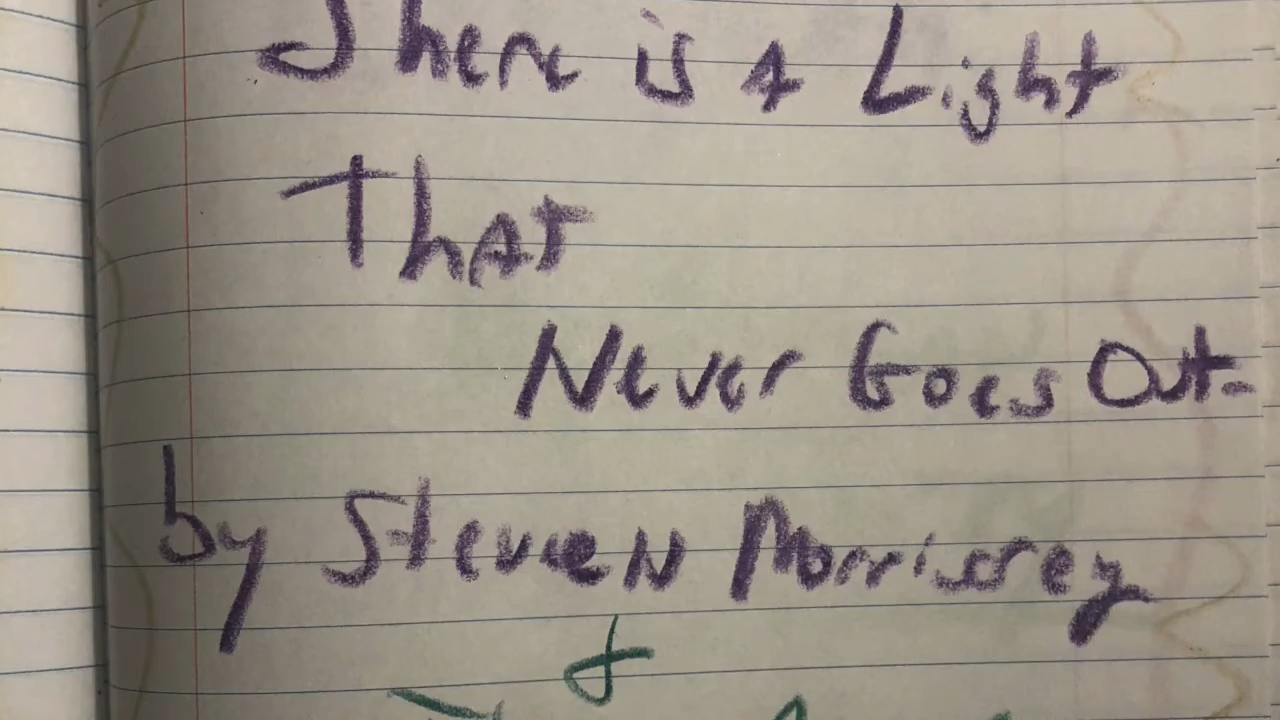 There is A Light
That
Never Goes Out-
by Steven Morrissey
&